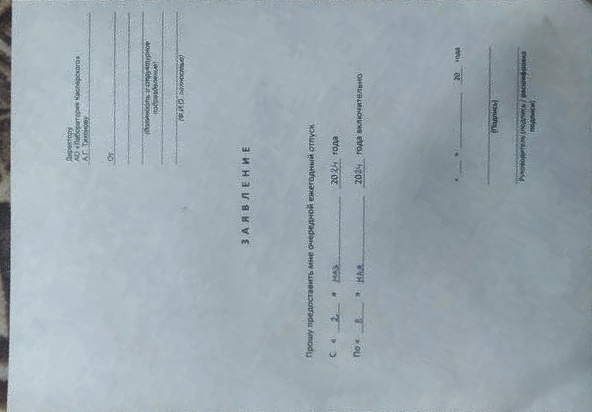 Директору
АО «Лаборатория Касперского»
А.Г. Тихонову
От
(должность и структурное
подразделение)
(Ф.И.О. полностью)
ЗАЯВЛЕНИЕ
Прошу предоставить мне очередной ежегодный отпуск
С « 2 » мая 2024 года
По « 8 » мая 2024 года включительно
« » 20 года
(Подпись)
Руководитель (подпись / расшифровка
подписи)